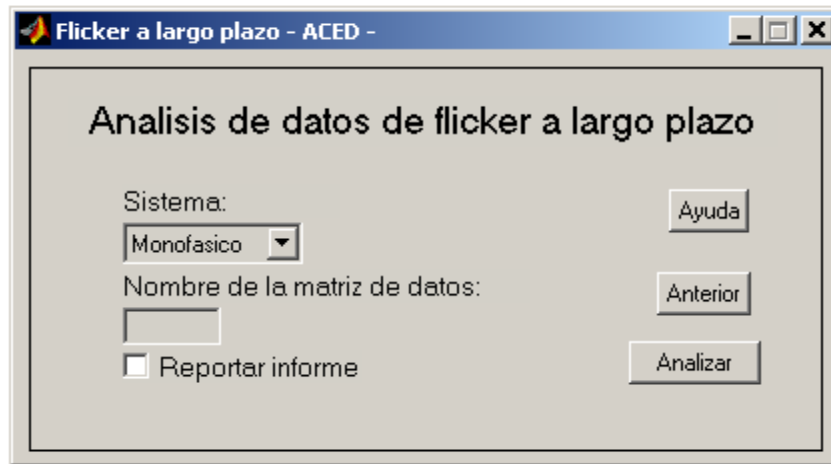 Flicker a largo plazo - ACED -
Analisis de datos de flicker a largo plazo
Sistema:
Monofasico
Nombre de la matriz de datos:
Reportar informe
Ayuda
Anterior
Analizar